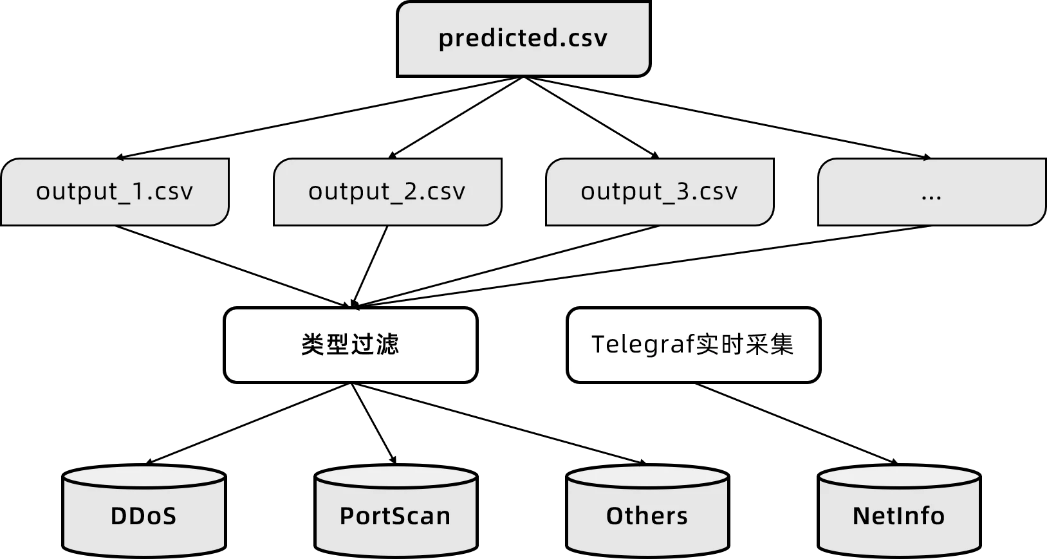 predicted.csv
output_1.csv
output_2.csv
output_3.csv
...
类型过滤
Telegraf实时采集
DDoS
PortScan
Others
NetInfo